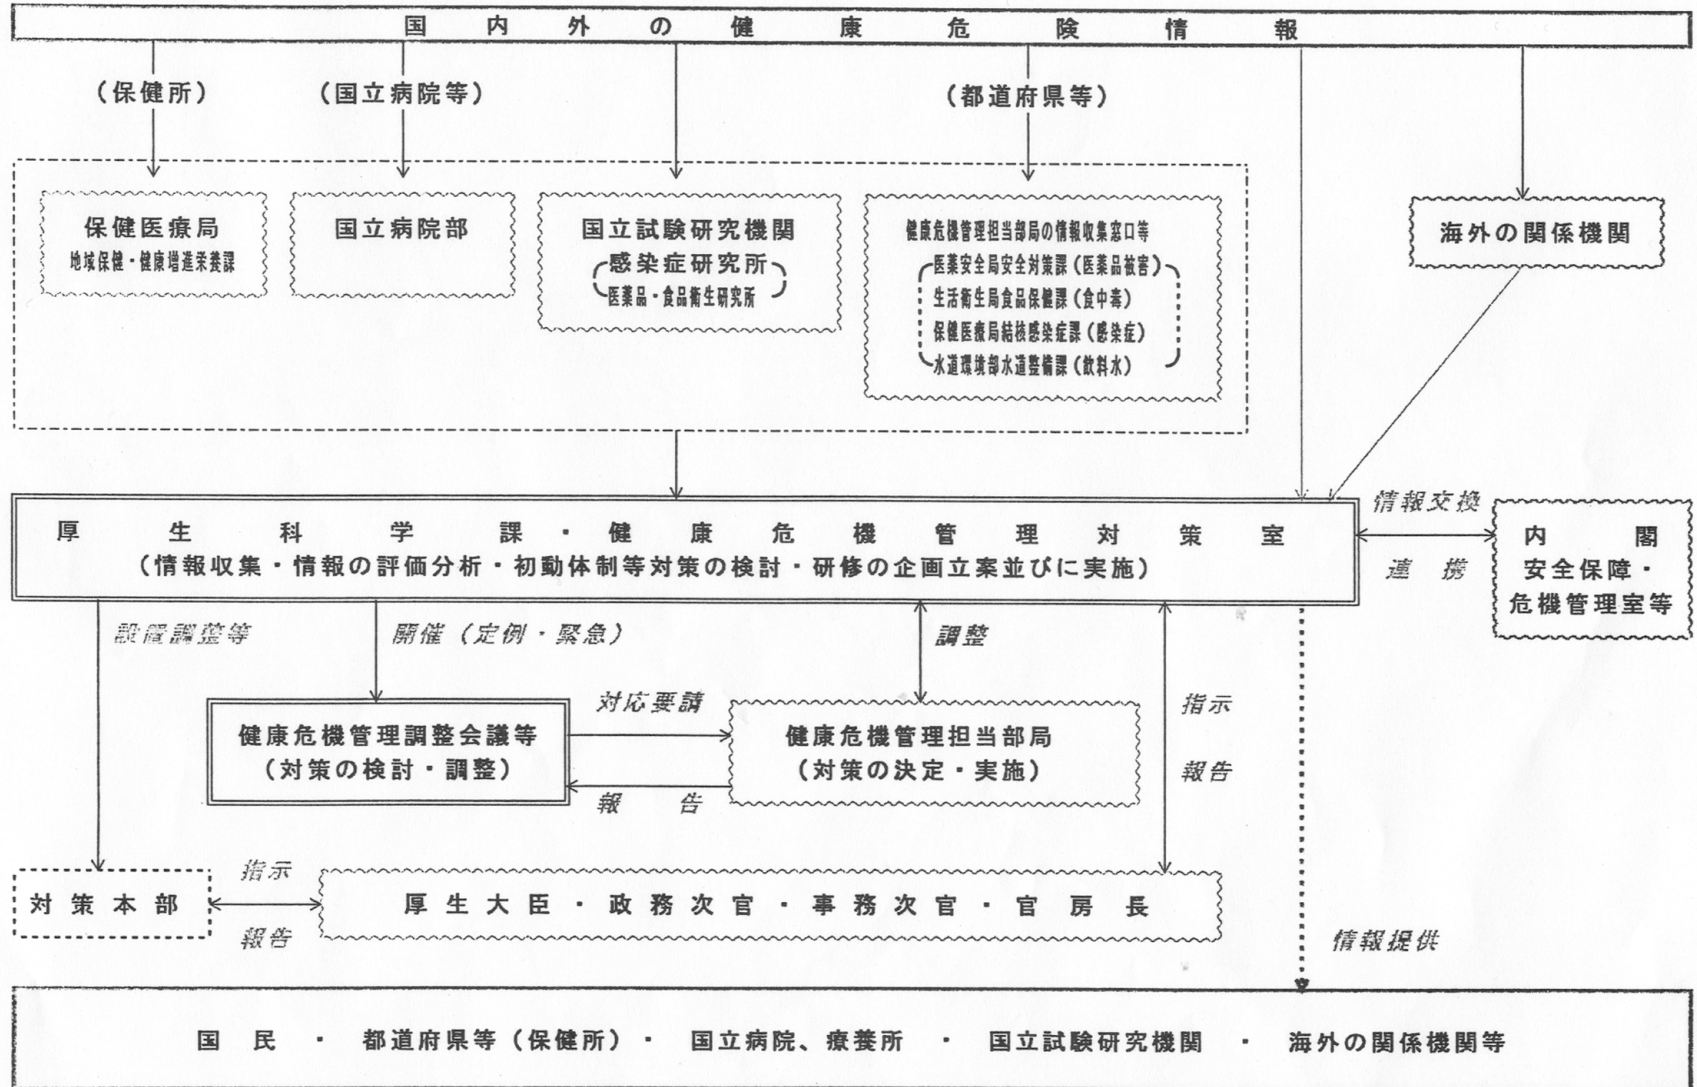 国内外の健康危険情報
(保健所)
(国立病院等)
(都道府県等)
保健医療局
地域保健・健康増進栄養課
国立病院部
国立試験研究機関
感染症研究所
医薬品・食品衛生研究所
健康危機管理担当部局の情報収集窓口等
医薬安全局安全対策課(医薬品被害)
生活衛生局食品保健課(食中毒)
保健医療局結核感染症課(感染症)
水道環境部水道整備課(飲料水)
海外の関係機関
厚生科学課・健康危機管理対策室
(情報収集・情報の評価分析・初動体制等対策の検討・研修の企画立案並びに実施)
情報交換
連携
内閣
安全保障・
危機管理室等
設置調整等
開催(定例・緊急)
調整
指示
報告
健康危機管理調整会議等
(対策の検討・調整)
対応要請
報告
健康危機管理担当部局
(対策の決定・実施)
対策本部
指示
報告
厚生大臣・政務次官・事務次官・官房長
情報提供
国民・都道府県等(保健所)・国立病院、療養所・国立試験研究機関・海外の関係機関等